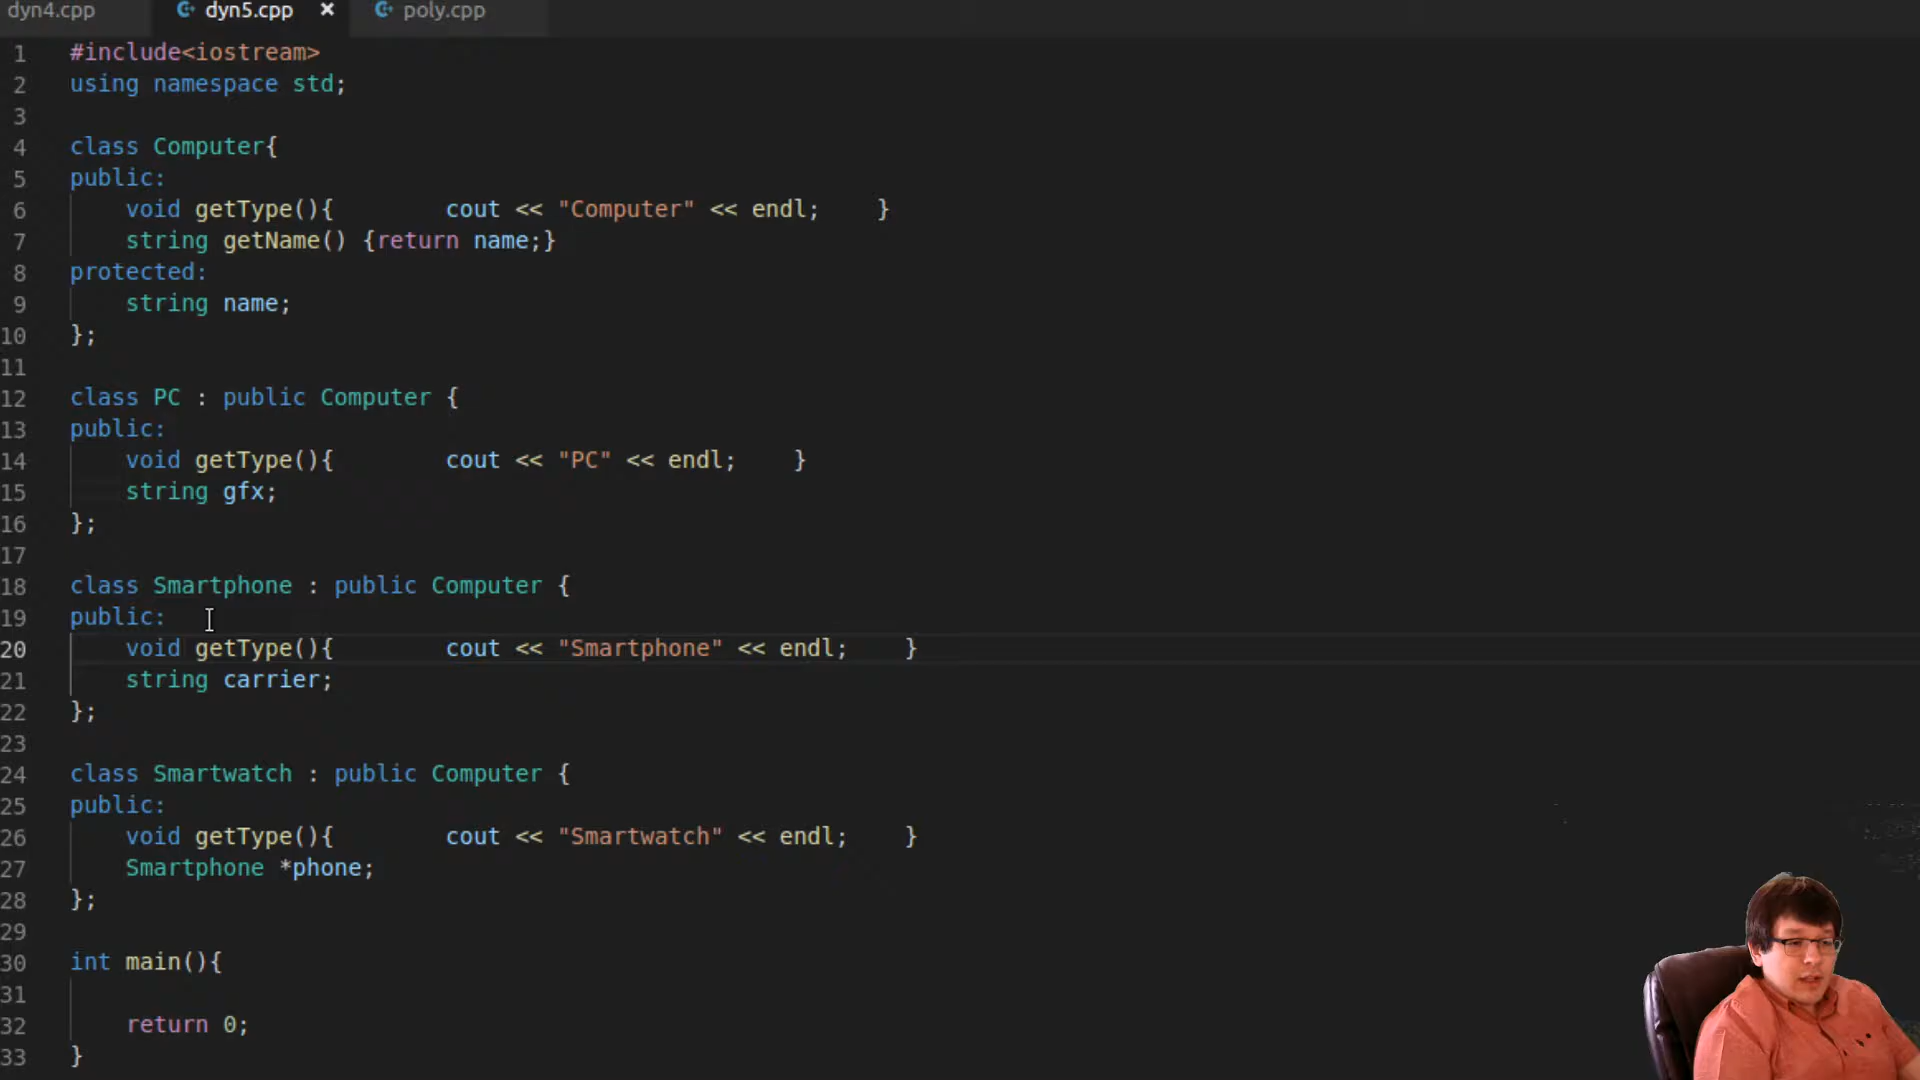 dyn4.cpp dyn5.cpp × poly.cpp
1 #include<iostream>
2 using namespace std;
3
4 class Computer{
5 public:
6 void getType(){ cout << "Computer" << endl; }
7 string getName() {return name;}
8 protected:
9 string name;
10 };
11
12 class PC : public Computer {
13 public:
14 void getType(){ cout << "PC" << endl; }
15 string gfx;
16 };
17
18 class Smartphone : public Computer {
19 public:
20 void getType(){ cout << "Smartphone" << endl; }
21 string carrier;
22 };
23
24 class Smartwatch : public Computer {
25 public:
26 void getType(){ cout << "Smartwatch" << endl; }
27 Smartphone *phone;
28 };
29
30 int main(){
31
32 return 0;
33 }